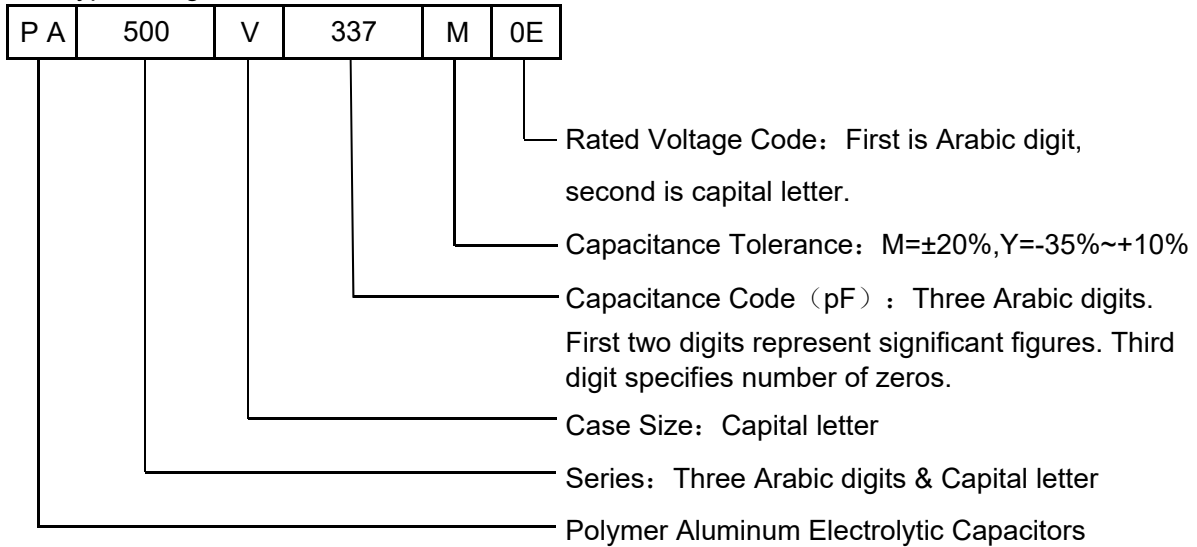 P A 500 V 337 M 0E
Rated Voltage Code：First is Arabic digit,
second is capital letter.
Capacitance Tolerance：M=±20%,Y=-35%~+10%
Capacitance Code（pF）：Three Arabic digits.
First two digits represent significant figures. Third
digit specifies number of zeros.
Case Size：Capital letter
Series：Three Arabic digits & Capital letter
Polymer Aluminum Electrolytic Capacitors